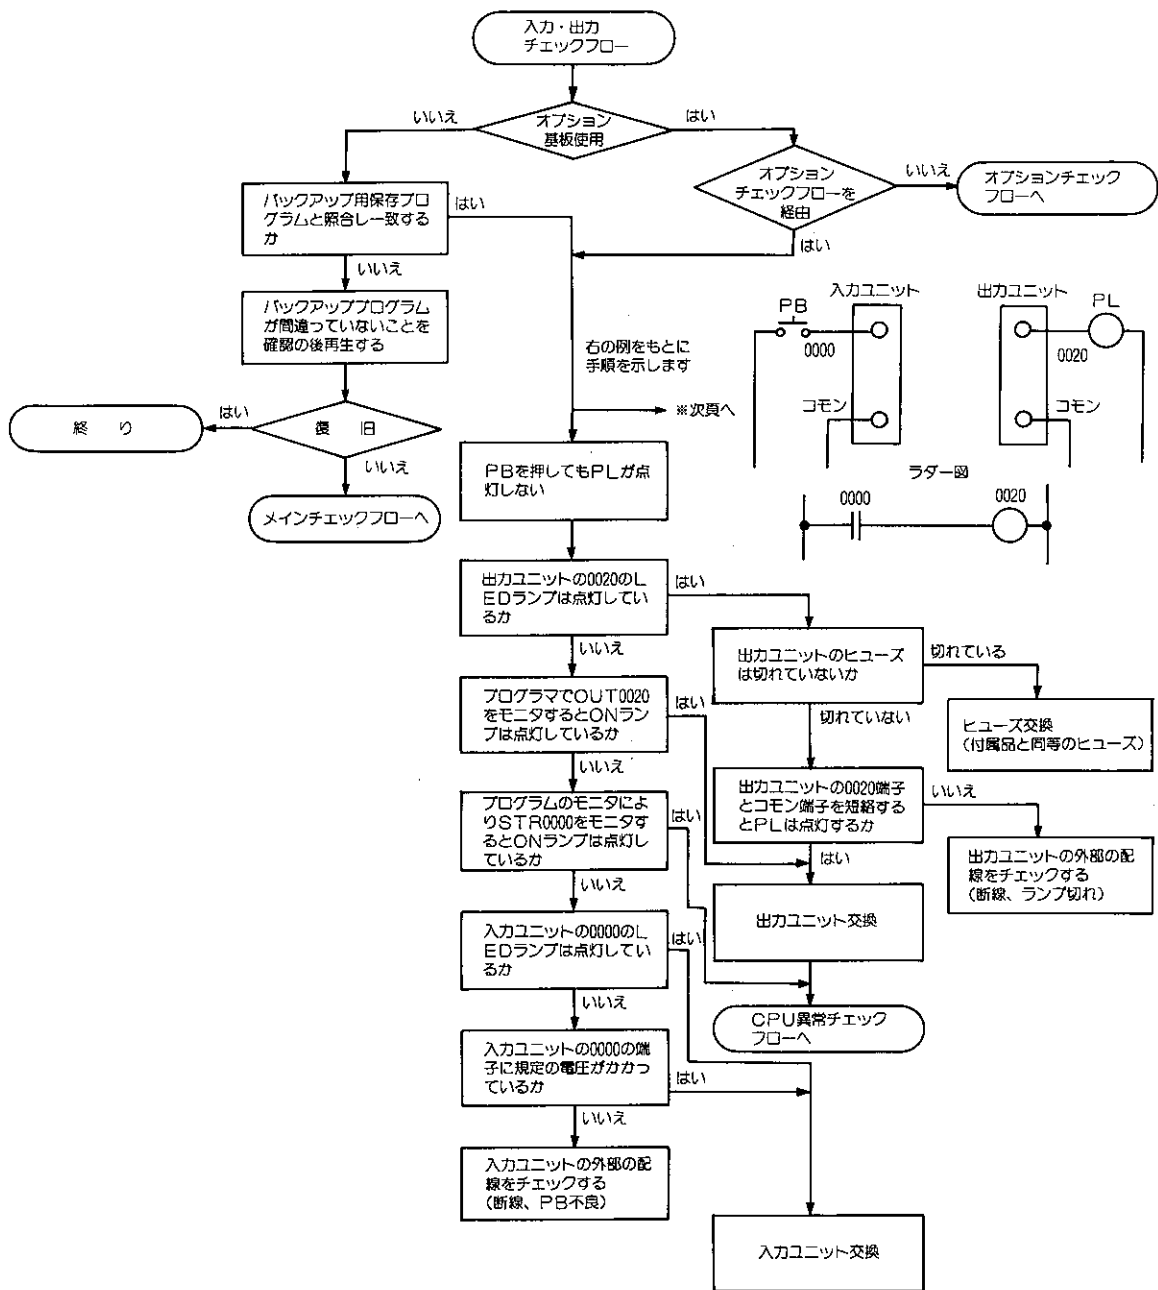 入力・出力
チェックフロー
いいえ
はい
オプション
基板使用
オプション
チェックフローを
経由
いいえ
オプションチェック
フローへ
はい
バックアップ用保存プロ
グラムと照合し一致する
か
はい
いいえ
バックアッププログラム
が間違っていないことを
確認の後再生する
右の例をもとに
手順を示します
※次頁へ
入力ユニット
出力ユニット
PB
0000
PL
0020
コモン
コモン
ラダー図
0000
0020
終り
はい
復旧
いいえ
メインチェックフローへ
PBを押してもPLが点
灯しない
出力ユニットの0020のL
EDランプは点灯している
か
はい
いいえ
出力ユニットのヒューズ
は切れていないか
切れている
切れていない
ヒューズ交換
(付属品と同等のヒューズ)
プログラマでOUT0020
をモニタするとONラン
プは点灯しているか
はい
いいえ
出力ユニットの0020端子
とコモン端子を短絡する
とPLは点灯するか
いいえ
はい
出力ユニットの外部の配
線をチェックする
(断線、ランプ切れ)
プログラムのモニタによ
りSTR0000をモニタす
るとONランプは点灯し
ているか
はい
いいえ
出力ユニット交換
入力ユニットの0000のL
EDランプは点灯してい
るか
はい
いいえ
CPU異常チェック
フローへ
入力ユニットの0000の端
子に規定の電圧がかかっ
ているか
はい
いいえ
入力ユニットの外部の配
線をチェックする
(断線、PB不良)
入力ユニット交換